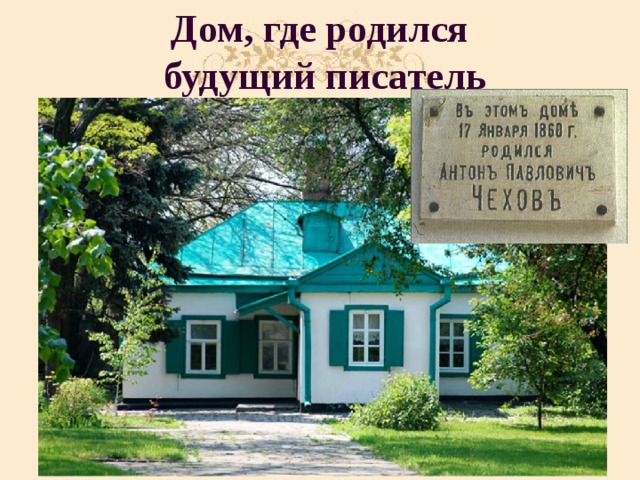 Дом, где родился
будущий писатель
Въ этомъ домѣ
17 Января 1860 г.
родился
Антонъ Павловичъ
Чеховъ